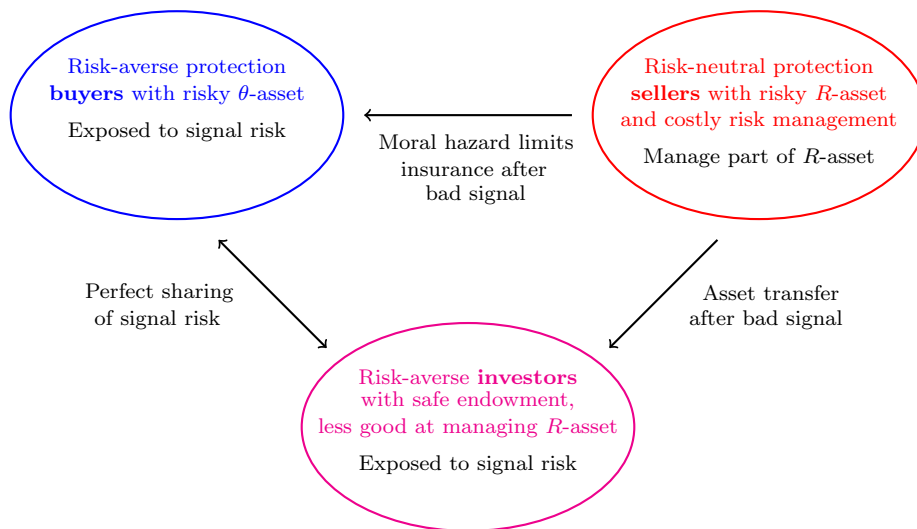 Risk-averse protection
buyers with risky θ-asset
Exposed to signal risk
Risk-neutral protection
sellers with risky R-asset
and costly risk management
Manage part of R-asset
Moral hazard limits
insurance after
bad signal
Perfect sharing
of signal risk
Asset transfer
after bad signal
Risk-averse investors
with safe endowment,
less good at managing R-asset
Exposed to signal risk